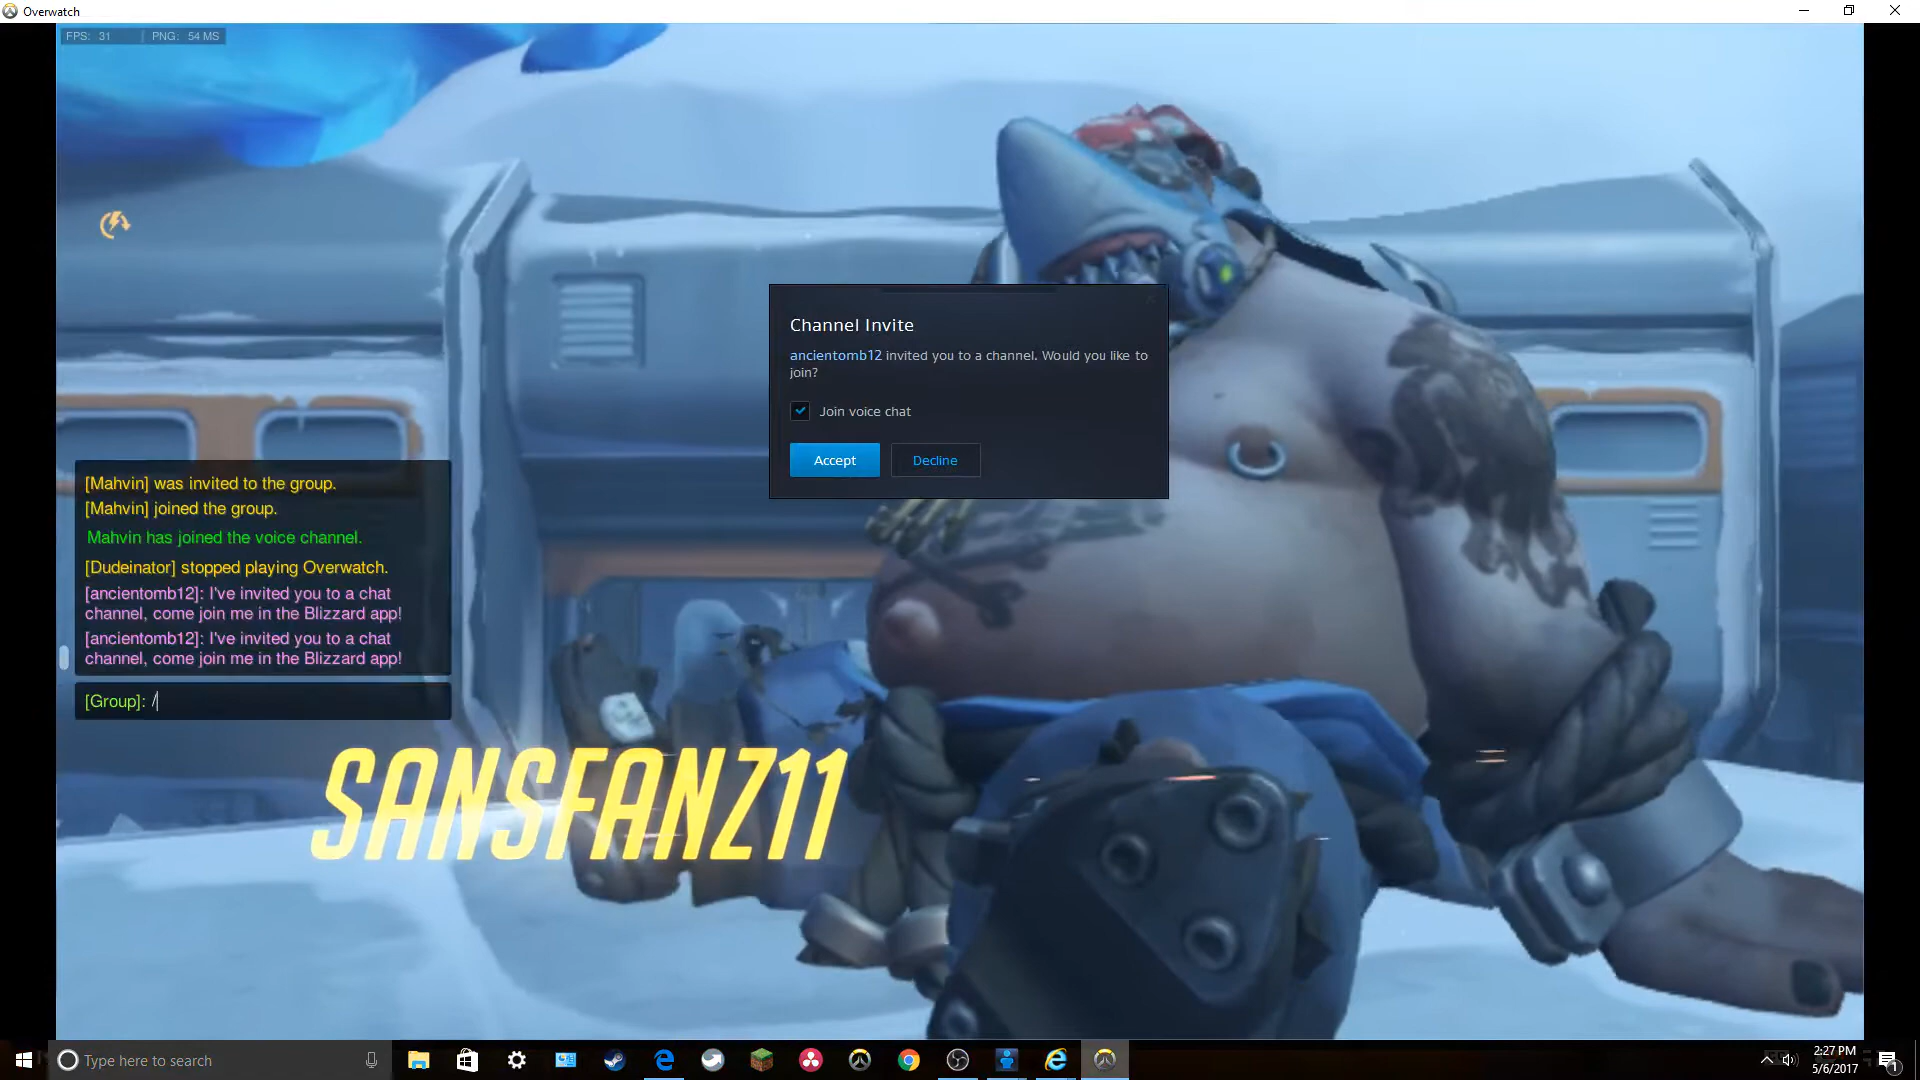 Overwatch
FPS: 31 | PNG: 54 MS
Channel Invite
ancientomb12 invited you to a channel. Would you like to
join?
Join voice chat
Accept Decline
[Mahvin] was invited to the group.
[Mahvin] joined the group.
Mahvin has joined the voice channel.
[Dudeinator] stopped playing Overwatch.
[ancientomb12]: I've invited you to a chat
channel, come join me in the Blizzard app!
[ancientomb12]: I've invited you to a chat
channel, come join me in the Blizzard app!
[Group]: /
SANSFANZ11
Type here to search
2:27 PM
5/6/2017
1